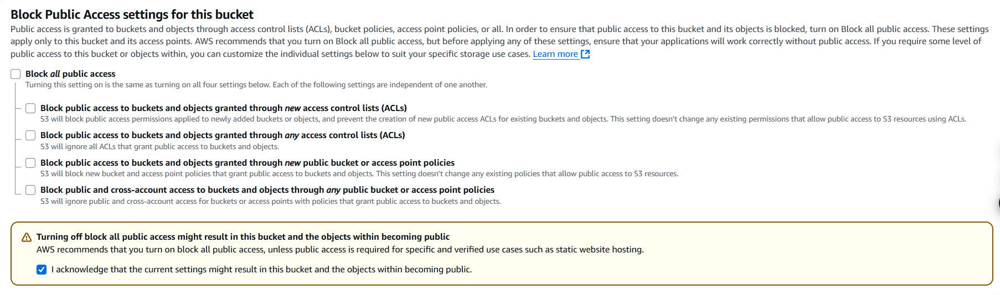 Block Public Access settings for this bucket
Public access is granted to buckets and objects through access control lists (ACLs), bucket policies, access point policies, or all. In order to ensure that public access to this bucket and its objects is blocked, turn on Block all public access. These settings
apply only to this bucket and its access points. AWS recommends that you turn on Block all public access, but before applying any of these settings, ensure that your applications will work correctly without public access. If you require some level of
public access to this bucket or objects within, you can customize the individual settings below to suit your specific storage use cases. Learn more
Block all public access
Turning this setting on is the same as turning on all four settings below. Each of the following settings are independent of one another.
Block public access to buckets and objects granted through new access control lists (ACLs)
S3 will block public access permissions applied to newly added buckets or objects, and prevent the creation of new public access ACLs for existing buckets and objects. This setting doesn't change any existing permissions that allow public access to S3 resources using ACLs.
Block public access to buckets and objects granted through any access control lists (ACLs)
S3 will ignore all ACLs that grant public access to buckets and objects.
Block public access to buckets and objects granted through new public bucket or access point policies
S3 will block new bucket and access point policies that grant public access to buckets and objects. This setting doesn't change any existing policies that allow public access to S3 resources.
Block public and cross-account access to buckets and objects through any public bucket or access point policies
S3 will ignore public and cross-account access for buckets or access points with policies that grant public access to buckets and objects.
Turning off block all public access might result in this bucket and the objects within becoming public
AWS recommends that you turn on block all public access, unless public access is required for specific and verified use cases such as static website hosting.
I acknowledge that the current settings might result in this bucket and the objects within becoming public.